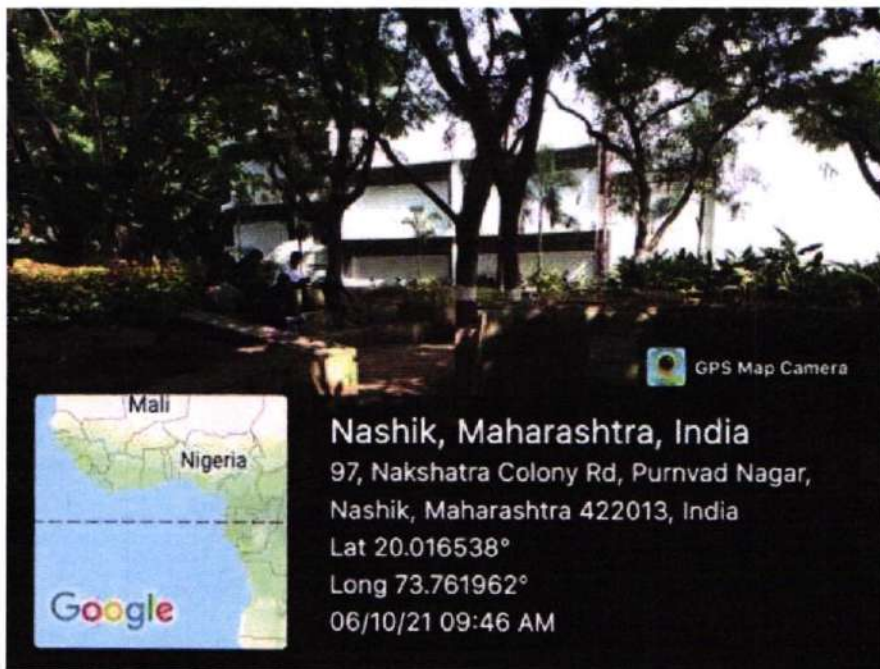 GPS Map Camera
Mali
Nigeria
Google
Nashik, Maharashtra, India
97, Nakshatra Colony Rd, Purnvad Nagar,
Nashik, Maharashtra 422013, India
Lat 20.016538°
Long 73.761962°
06/10/21 09:46 AM